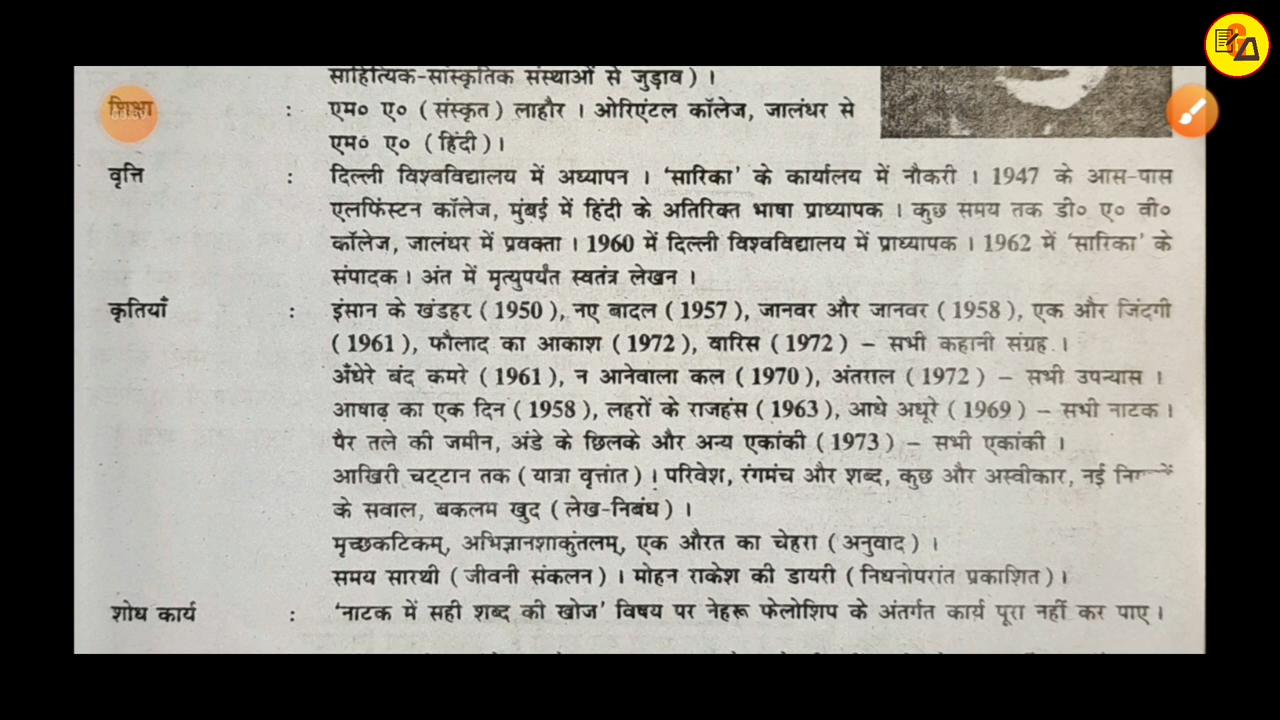 साहित्यिक-सांस्कृतिक संस्थाओं से जुड़ाव ) ।
शिक्षा : एम० ए० ( संस्कृत ) लाहौर । ओरिएंटल कॉलेज, जालंधर से
एम० ए० ( हिंदी ) ।
वृत्ति : दिल्ली विश्वविद्यालय में अध्यापन । 'सारिका' के कार्यालय में नौकरी । 1947 के आस-पास
एलफिंस्टन कॉलेज, मुंबई में हिंदी के अतिरिक्त भाषा प्राध्यापक । कुछ समय तक डी० ए० वी०
कॉलेज, जालंधर में प्रवक्ता । 1960 में दिल्ली विश्वविद्यालय में प्राध्यापक । 1962 में 'सारिका' के
संपादक । अंत में मृत्युपर्यंत स्वतंत्र लेखन ।
कृतियाँ : इंसान के खंडहर ( 1950 ), नए बादल ( 1957 ), जानवर और जानवर ( 1958 ), एक और जिंदगी
( 1961 ), फौलाद का आकाश ( 1972 ), वारिस ( 1972 ) – सभी कहानी संग्रह ।
अँधेरे बंद कमरे ( 1961 ), न आनेवाला कल ( 1970 ), अंतराल ( 1972 ) – सभी उपन्यास ।
आषाढ़ का एक दिन ( 1958 ), लहरों के राजहंस ( 1963 ), आधे अधूरे ( 1969 ) – सभी नाटक ।
पैर तले की जमीन, अंडे के छिलके और अन्य एकांकी ( 1973 ) – सभी एकांकी ।
आखिरी चट्टान तक ( यात्रा वृत्तांत ) । परिवेश, रंगमंच और शब्द, कुछ और अस्वीकार, नई
के सवाल, बकलम खुद ( लेख-निबंध ) ।
मृच्छकटिकम्, अभिज्ञानशाकुंतलम्, एक औरत का चेहरा ( अनुवाद ) ।
समय सारथी ( जीवनी संकलन ) । मोहन राकेश की डायरी ( निधनोपरांत प्रकाशित ) ।
शोध कार्य : 'नाटक में सही शब्द की खोज' विषय पर नेहरू फेलोशिप के अंतर्गत कार्य पूरा नहीं कर पाए ।